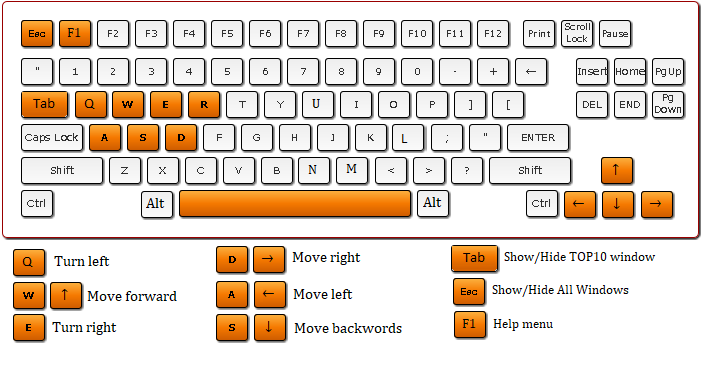 Esc F1 F2 F3 F4 F5 F6 F7 F8 F9 F10 F11 F12 Print Scroll Lock Pause
" 1 2 3 4 5 6 7 8 9 0 - + ← Insert Home PgUp
Tab Q W E R T Y U I O P ] [ DEL END Pg Down
Caps Lock A S D F G H J K L ; " ENTER
Shift Z X C V B N M < > ? Shift ↑
Ctrl Alt Alt Ctrl ← ↓ →
Q Turn left
W ↑ Move forward
E Turn right
D → Move right
A ← Move left
S ↓ Move backwords
Tab Show/Hide TOP10 window
Esc Show/Hide All Windows
F1 Help menu